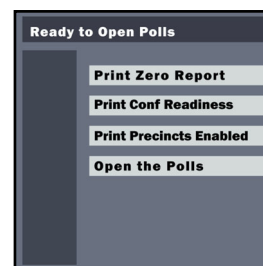 Ready to Open Polls
Print Zero Report
Print Conf Readiness
Print Precincts Enabled
Open the Polls